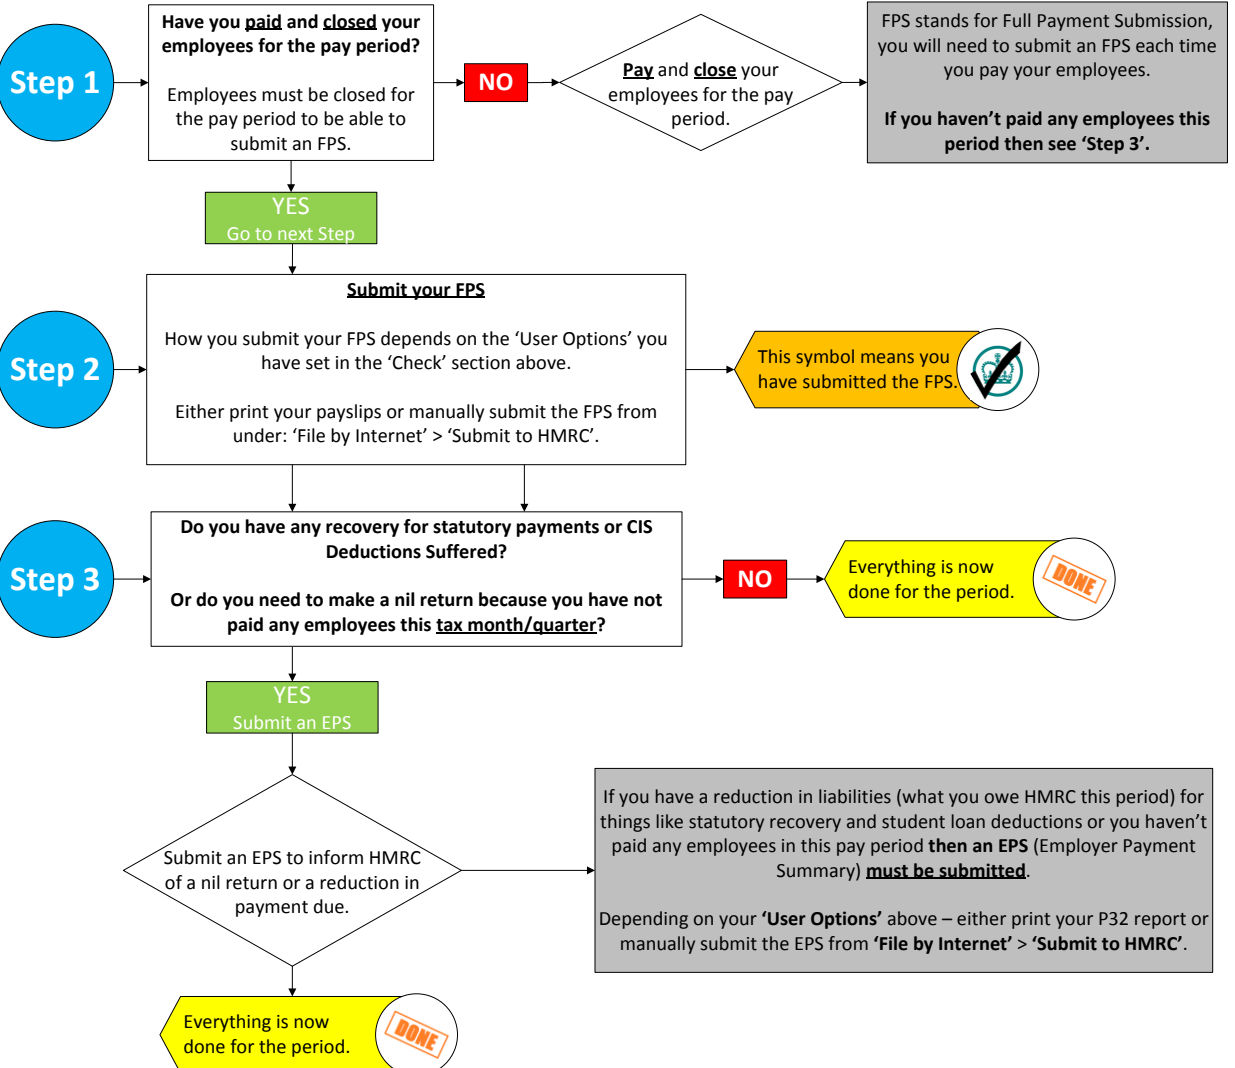 Step 1
Have you paid and closed your
employees for the pay period?
Employees must be closed for
the pay period to be able to
submit an FPS.
NO
Pay and close your
employees for the pay
period.
FPS stands for Full Payment Submission,
you will need to submit an FPS each time
you pay your employees.
If you haven’t paid any employees this
period then see ‘Step 3’.
YES
Go to next Step
Step 2
Submit your FPS
How you submit your FPS depends on the ‘User Options’ you
have set in the ‘Check’ section above.
Either print your payslips or manually submit the FPS from
under: ‘File by Internet’ > ‘Submit to HMRC’.
This symbol means you
have submitted the FPS.
Step 3
Do you have any recovery for statutory payments or CIS
Deductions Suffered?
Or do you need to make a nil return because you have not
paid any employees this tax month/quarter?
NO
Everything is now
done for the period.
DONE
YES
Submit an EPS
Submit an EPS to inform HMRC
of a nil return or a reduction in
payment due.
If you have a reduction in liabilities (what you owe HMRC this period) for
things like statutory recovery and student loan deductions or you haven’t
paid any employees in this pay period then an EPS (Employer Payment
Summary) must be submitted.
Depending on your ‘User Options’ above – either print your P32 report or
manually submit the EPS from ‘File by Internet’ > ‘Submit to HMRC’.
Everything is now
done for the period.
DONE